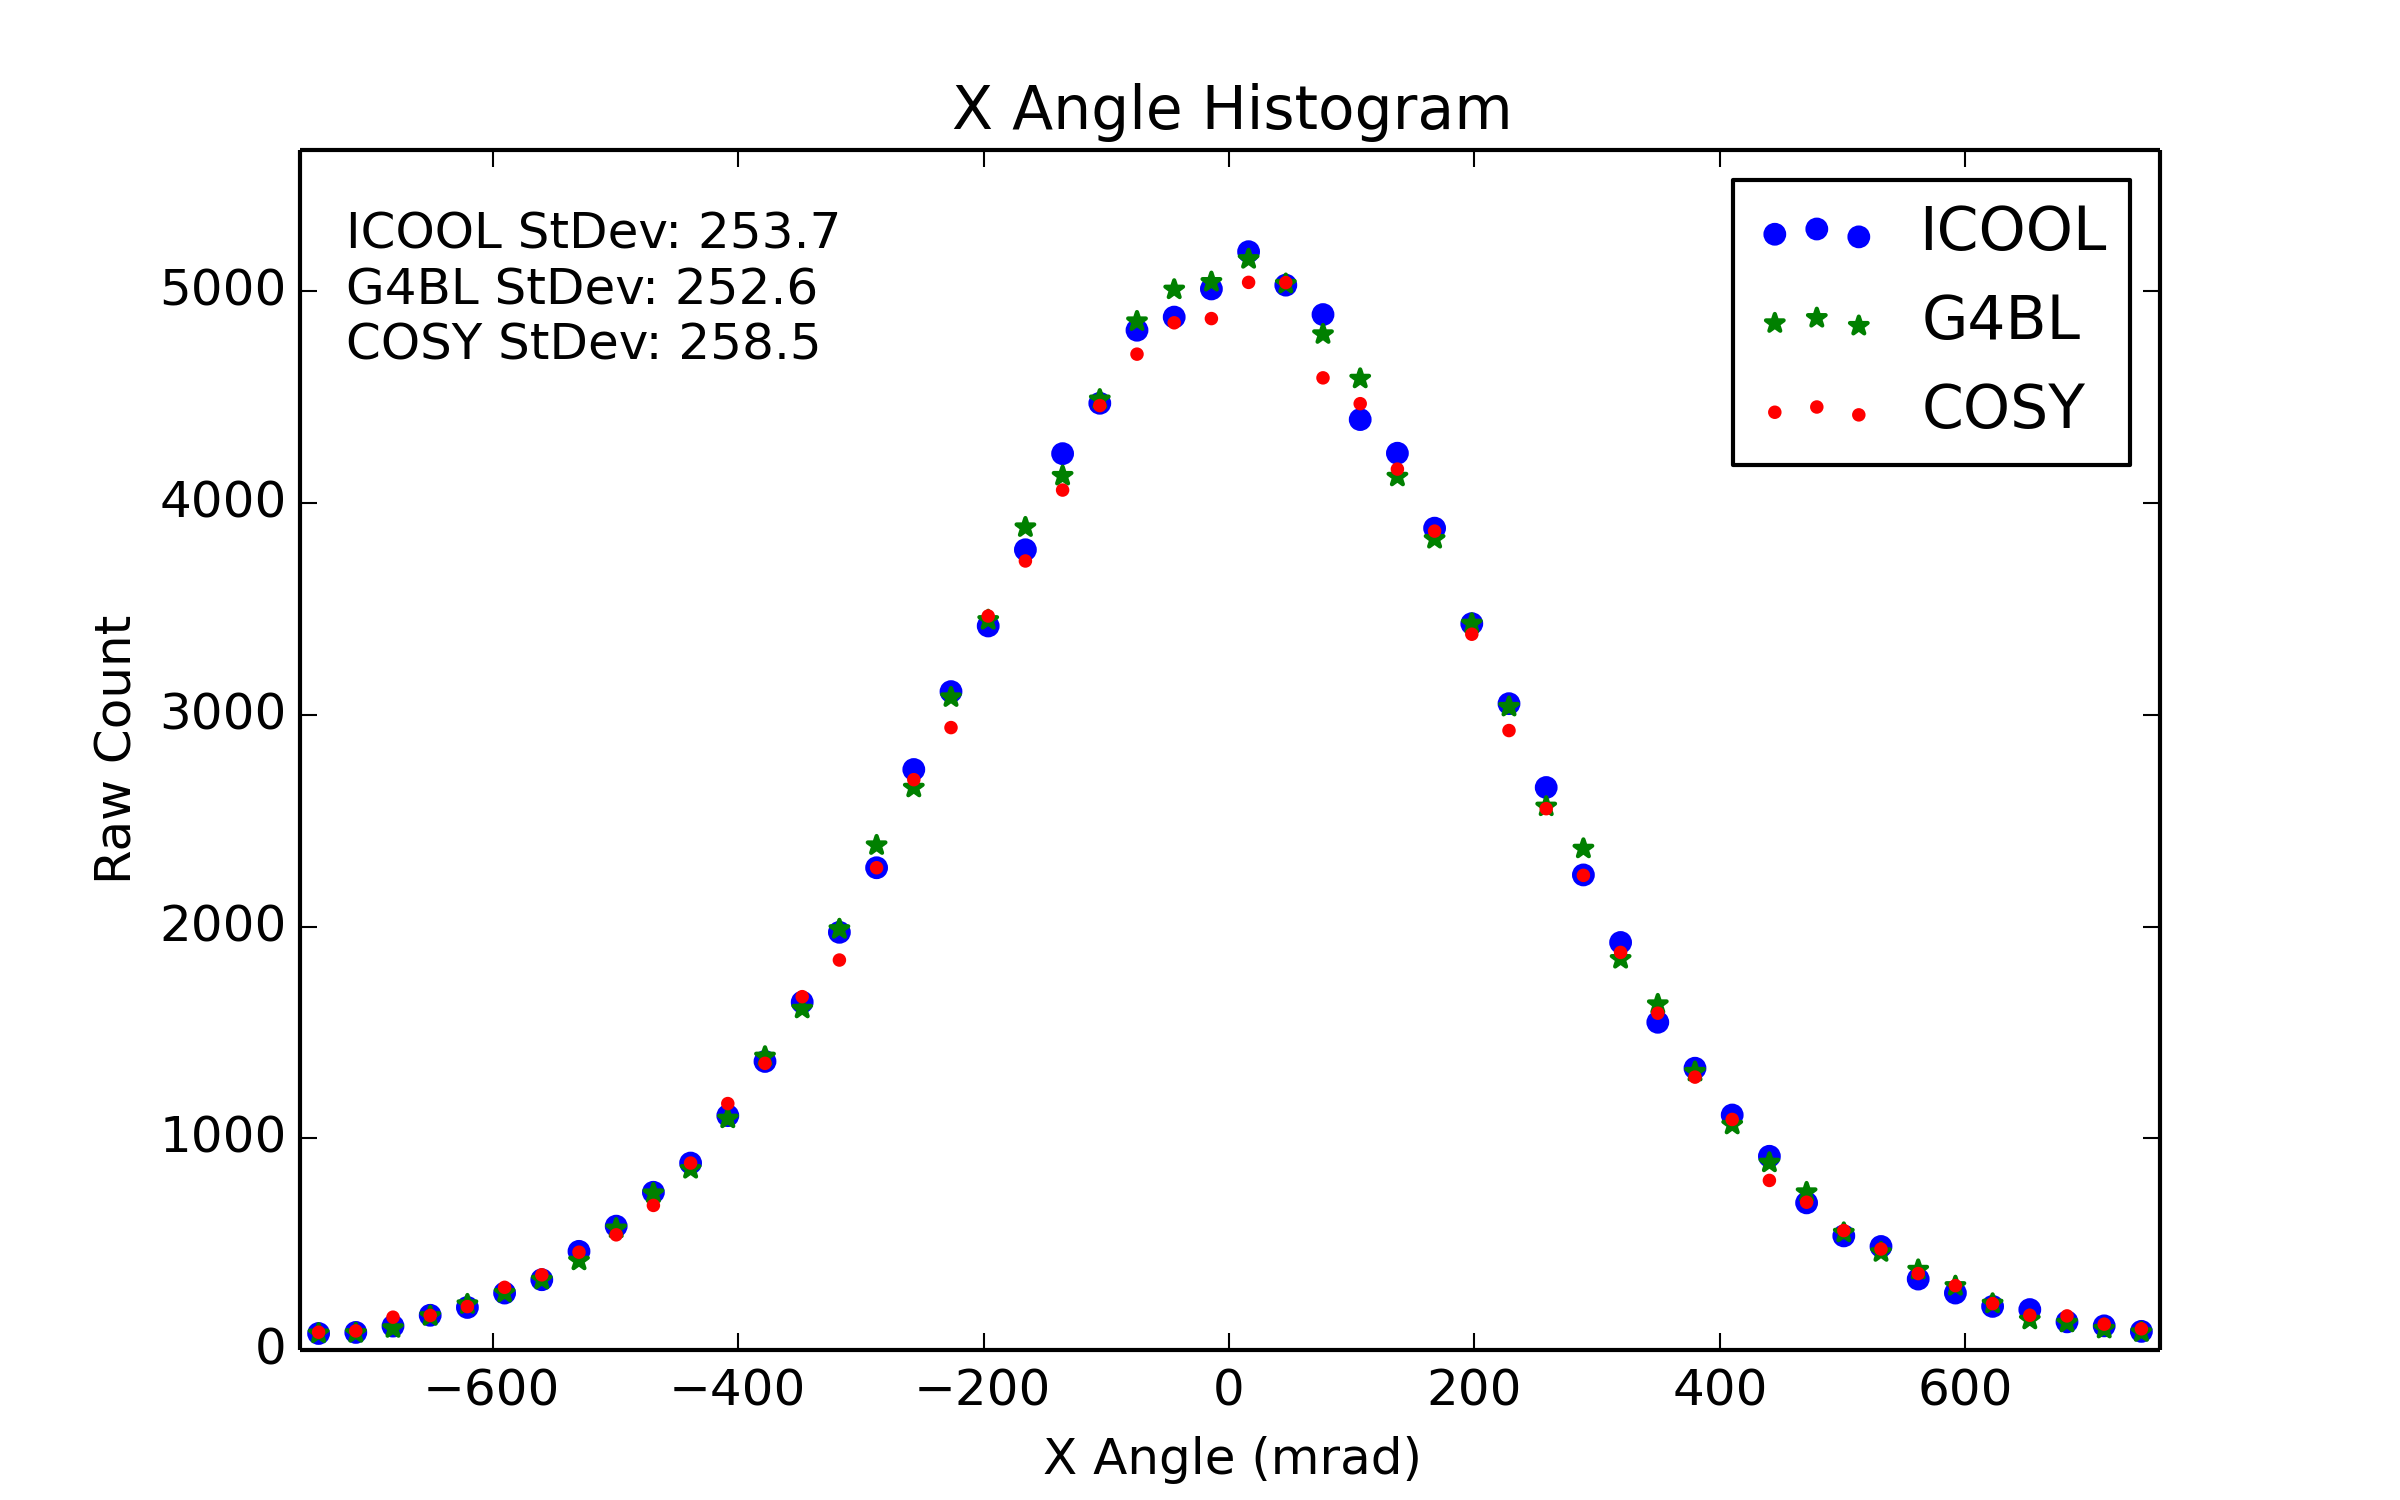 X Angle Histogram
ICOOL StDev: 253.7
G4BL StDev: 252.6
COSY StDev: 258.5
ICOOL
G4BL
COSY
Raw Count
5000
4000
3000
2000
1000
0
−600 −400 −200 0 200 400 600
X Angle (mrad)